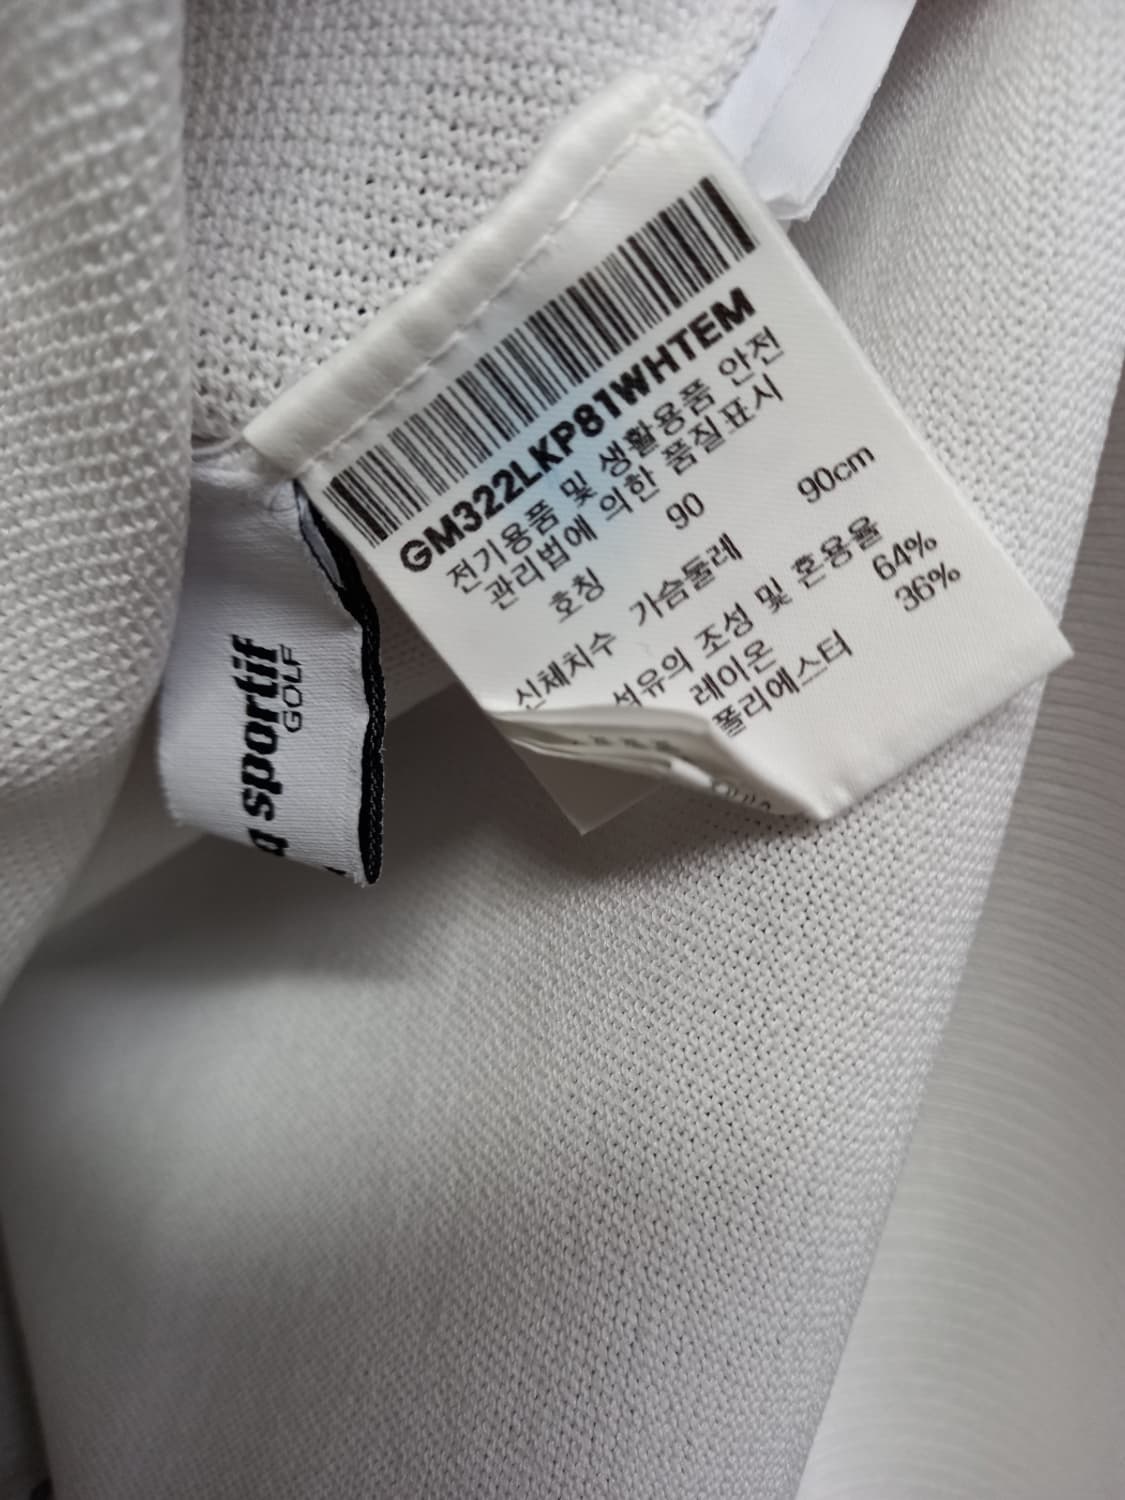 GM322LKP81WHTEM
전기용품 및 생활용품 안전
관리법에 의한 품질표시
호칭 90
신체치수 가슴둘레 90cm
섬유의 조성 및 혼용율
레이온 64%
폴리에스터 36%
sportif
GOLF